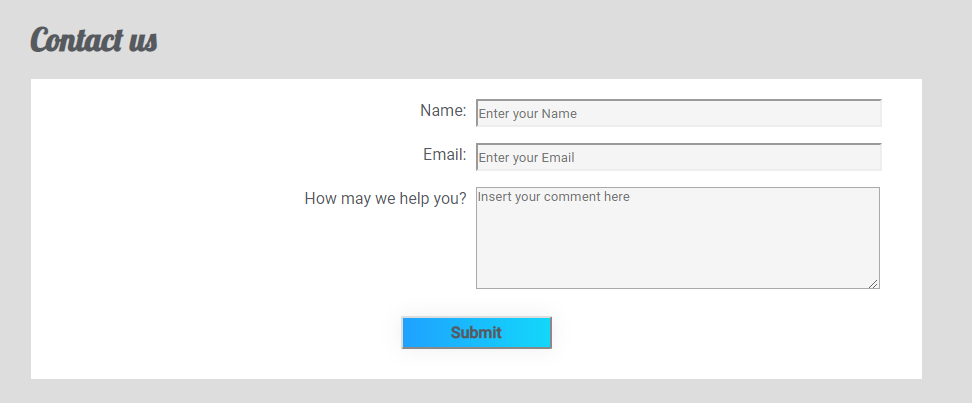 Contact us
Name: Enter your Name
Email: Enter your Email
How may we help you? Insert your comment here
Submit